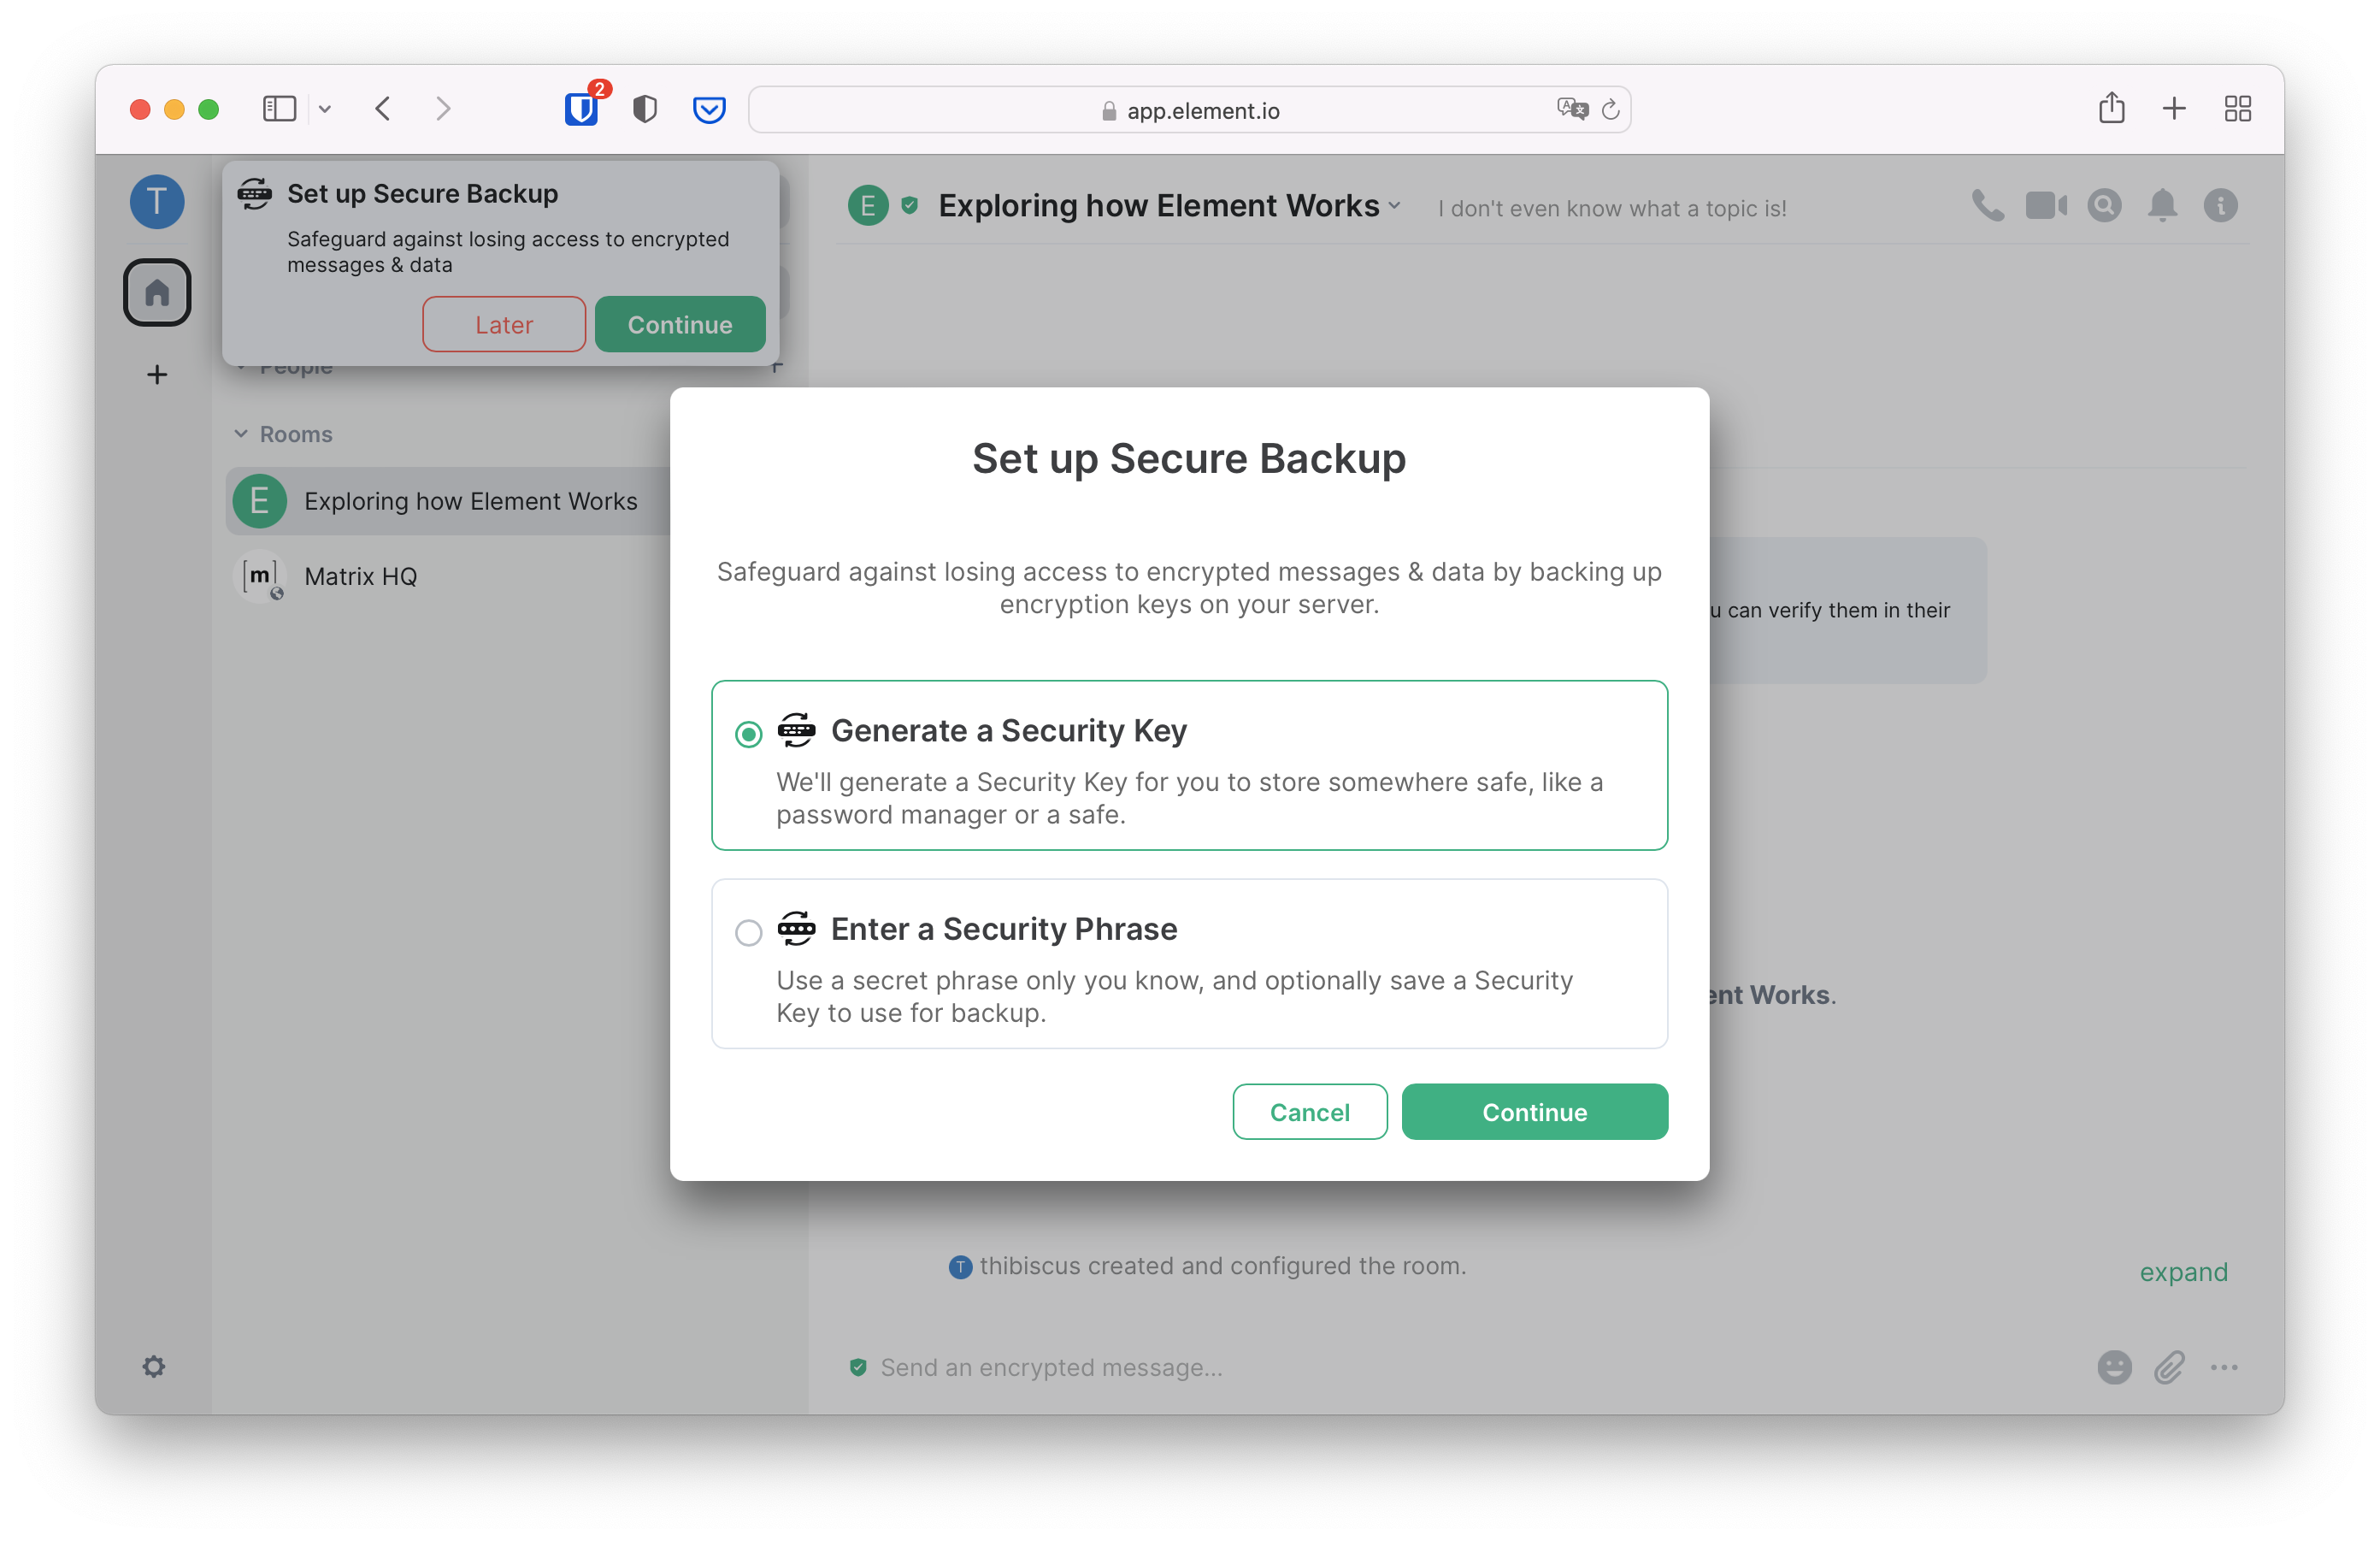 2
app.element.io
T
Set up Secure Backup
Safeguard against losing access to encrypted
messages & data
Later
Continue
People
Rooms
E
Exploring how Element Works
[m]
Matrix HQ
E
Exploring how Element Works
I don't even know what a topic is!
u can verify them in their
ent Works.
Set up Secure Backup
Safeguard against losing access to encrypted messages & data by backing up
encryption keys on your server.
Generate a Security Key
We'll generate a Security Key for you to store somewhere safe, like a
password manager or a safe.
Enter a Security Phrase
Use a secret phrase only you know, and optionally save a Security
Key to use for backup.
Cancel
Continue
T
thibiscus created and configured the room.
expand
Send an encrypted message...